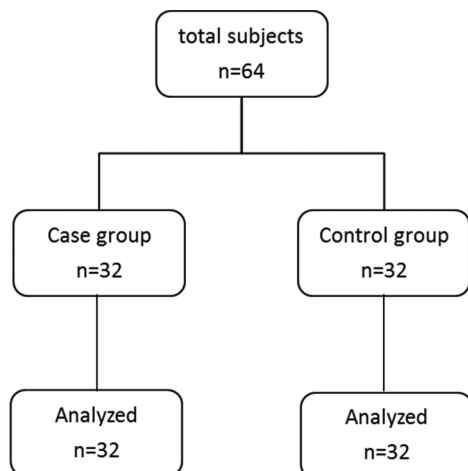 total subjects
n=64
Case group
n=32
Control group
n=32
Analyzed
n=32
Analyzed
n=32